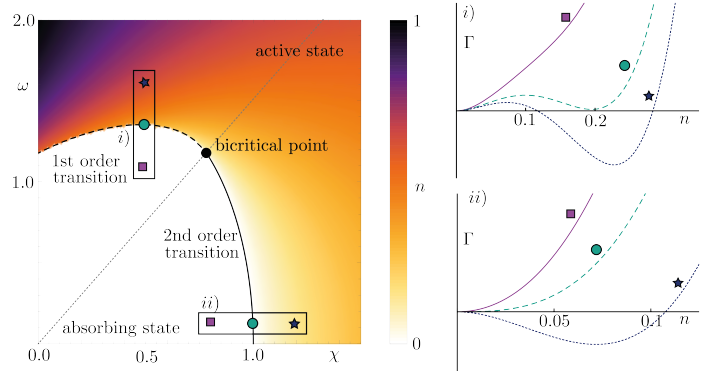 2.0
ω
1.0
0.0
0.5
1.0
χ
active state
bicritical point
i)
1st order
transition
2nd order
transition
ii)
absorbing state
1
n
0
i)
Γ
0.1
0.2
n
ii)
Γ
0.05
0.1
n